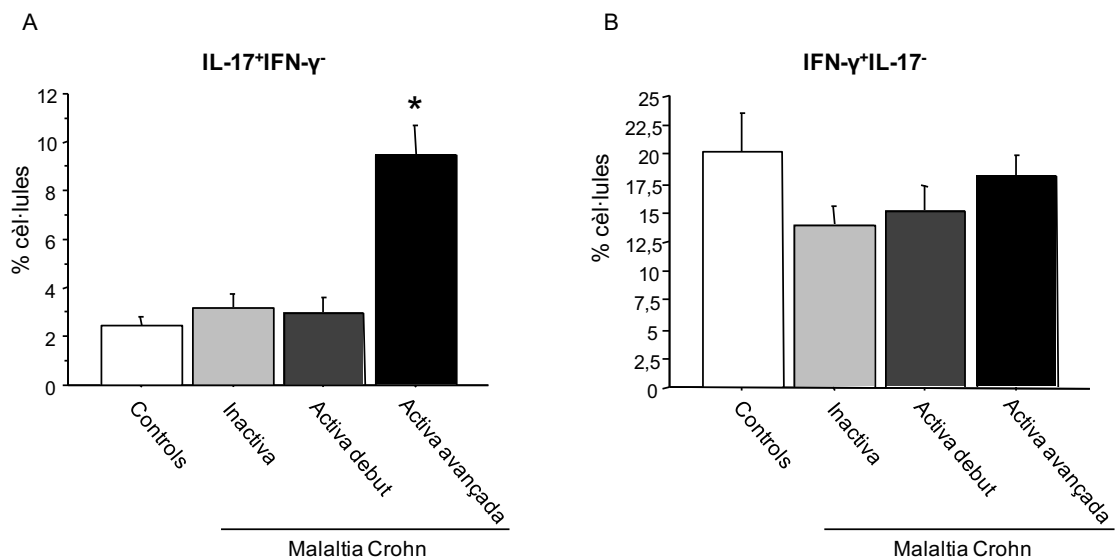 A
IL-17⁺IFN-γ⁻
% cèl·lules
12
10
8
6
4
2
0
*
Controls
Inactiva
Activa debut
Activa avançada
Malaltia Crohn
B
IFN-γ⁺IL-17⁻
% cèl·lules
25
22,5
20
17,5
15
12,5
10
7,5
5
2,5
0
Controls
Inactiva
Activa debut
Activa avançada
Malaltia Crohn